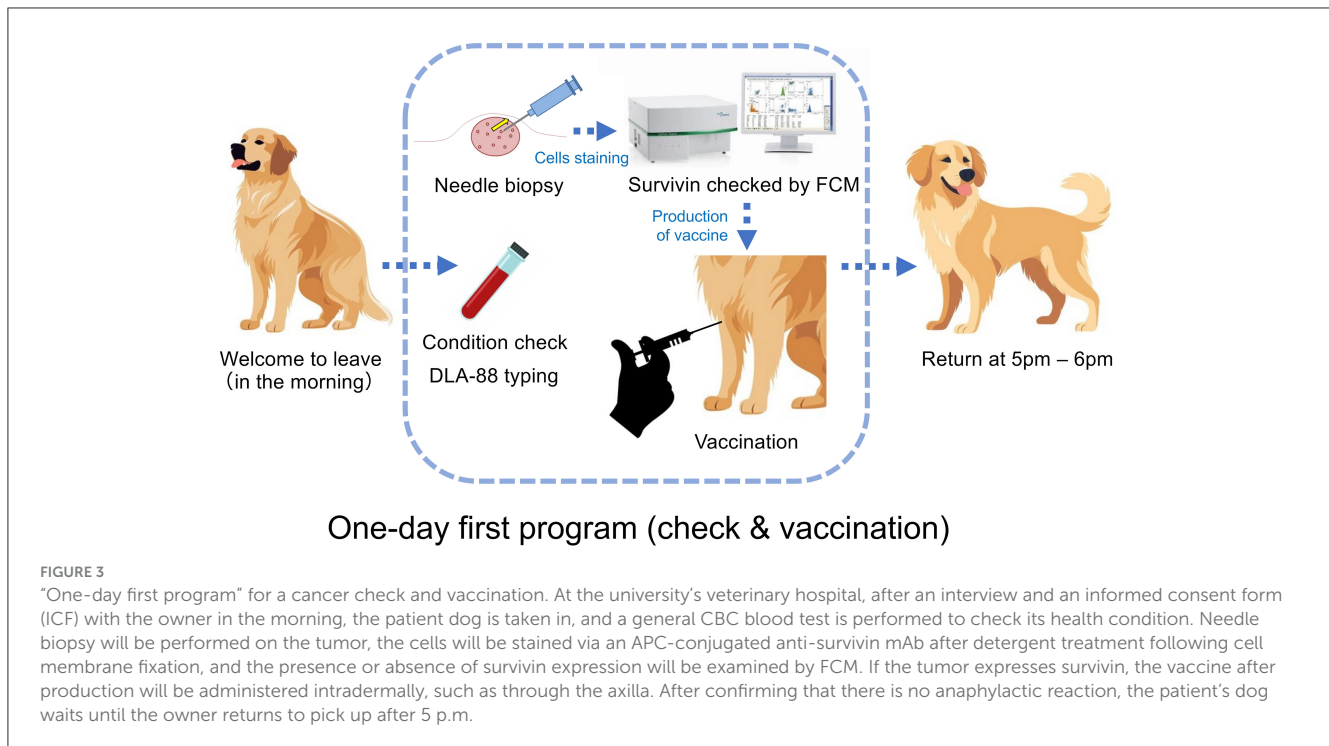 Cells staining
Needle biopsy
Survivin checked by FCM
Production
of vaccine
Welcome to leave
（in the morning）
Condition check
DLA-88 typing
Vaccination
Return at 5pm – 6pm
One-day first program (check & vaccination)
FIGURE 3
"One-day first program" for a cancer check and vaccination. At the university's veterinary hospital, after an interview and an informed consent form
(ICF) with the owner in the morning, the patient dog is taken in, and a general CBC blood test is performed to check its health condition. Needle
biopsy will be performed on the tumor, the cells will be stained via an APC-conjugated anti-survivin mAb after detergent treatment following cell
membrane fixation, and the presence or absence of survivin expression will be examined by FCM. If the tumor expresses survivin, the vaccine after
production will be administered intradermally, such as through the axilla. After confirming that there is no anaphylactic reaction, the patient's dog
waits until the owner returns to pick up after 5 p.m.